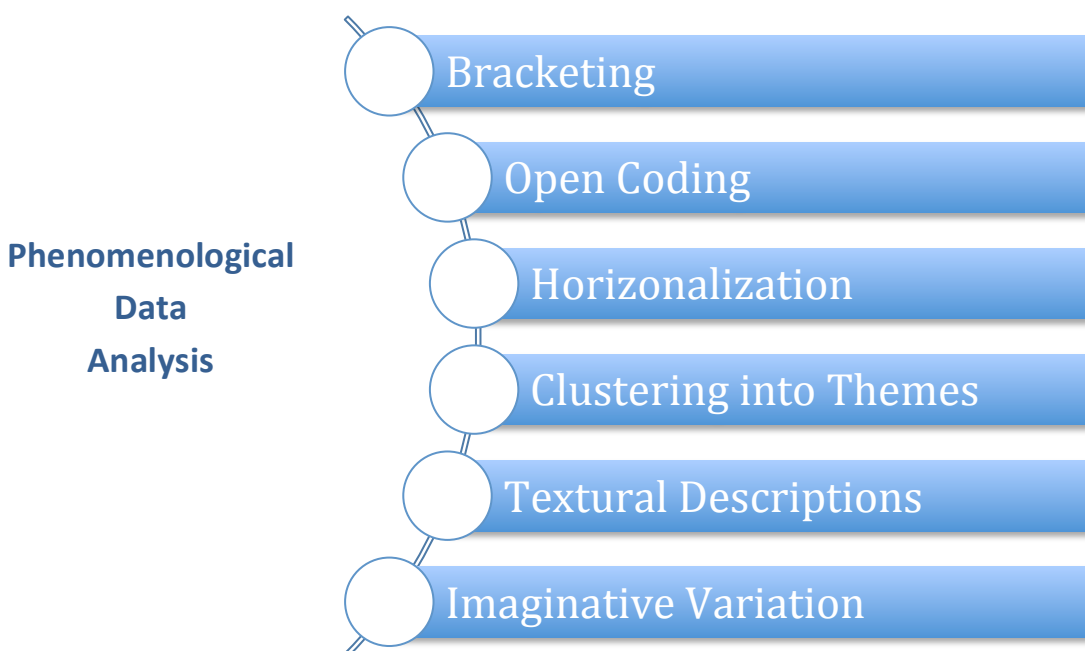 Phenomenological
Data
Analysis
Bracketing
Open Coding
Horizonalization
Clustering into Themes
Textural Descriptions
Imaginative Variation